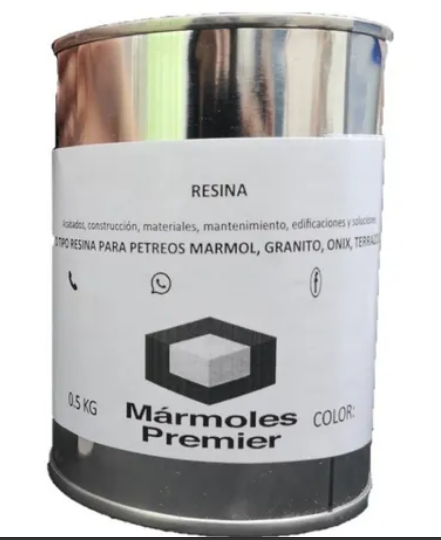 RESINA
Acabados, construcción, materiales, mantenimiento, edificaciones y soluciones
TIPO RESINA PARA PETREOS MARMOL, GRANITO, ONIX, TERRAZO
0.5 KG
Mármoles
Premier
COLOR: